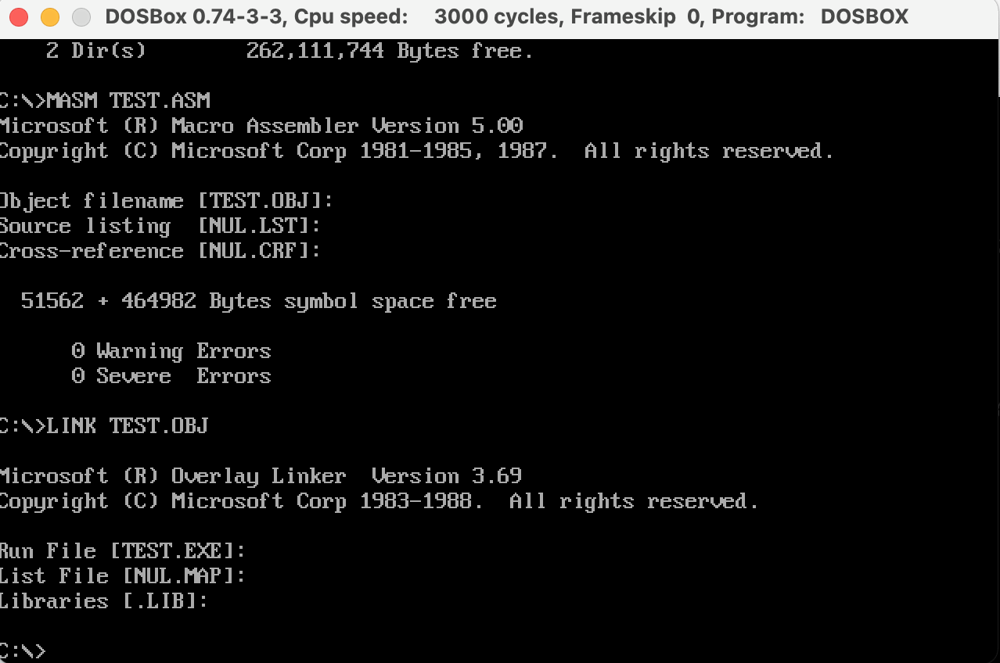 DOSBox 0.74-3-3, Cpu speed:    3000 cycles, Frameskip  0, Program:   DOSBOX
    2 Dir(s)        262,111,744 Bytes free.
C:\>MASM TEST.ASM
Microsoft (R) Macro Assembler Version 5.00
Copyright (C) Microsoft Corp 1981-1985, 1987.  All rights reserved.
Object filename [TEST.OBJ]:
Source listing  [NUL.LST]:
Cross-reference [NUL.CRF]:
  51562 + 464982 Bytes symbol space free
      0 Warning Errors
      0 Severe  Errors
C:\>LINK TEST.OBJ
Microsoft (R) Overlay Linker  Version 3.69
Copyright (C) Microsoft Corp 1983-1988.  All rights reserved.
Run File [TEST.EXE]:
List File [NUL.MAP]:
Libraries [.LIB]:
C:\>